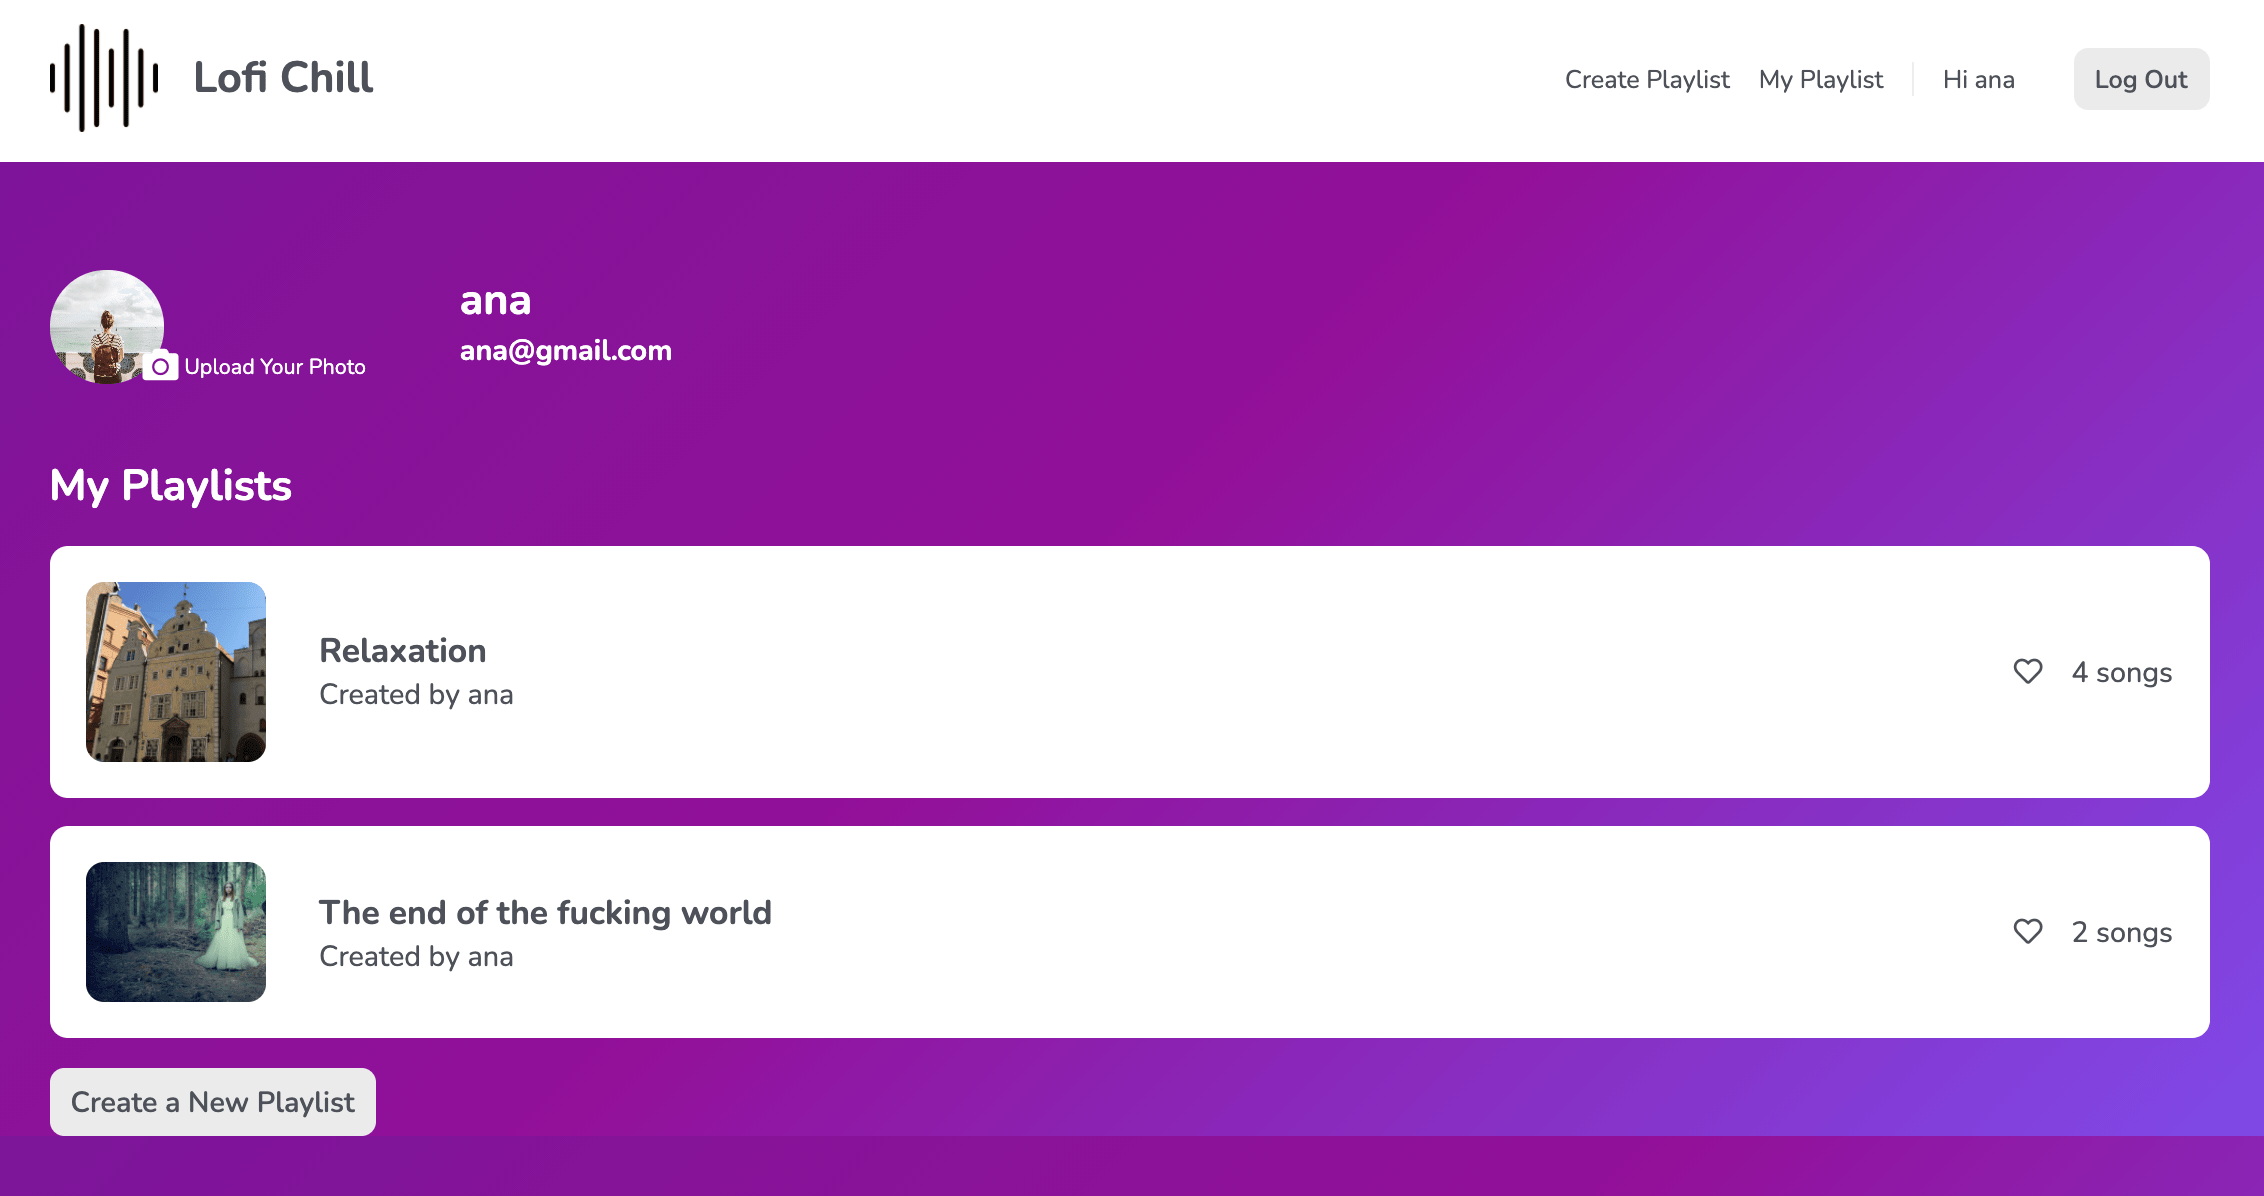 Lofi Chill
Create Playlist
My Playlist
Hi ana
Log Out
Upload Your Photo
ana
ana@gmail.com
My Playlists
Relaxation
Created by ana
4 songs
The end of the fucking world
Created by ana
2 songs
Create a New Playlist